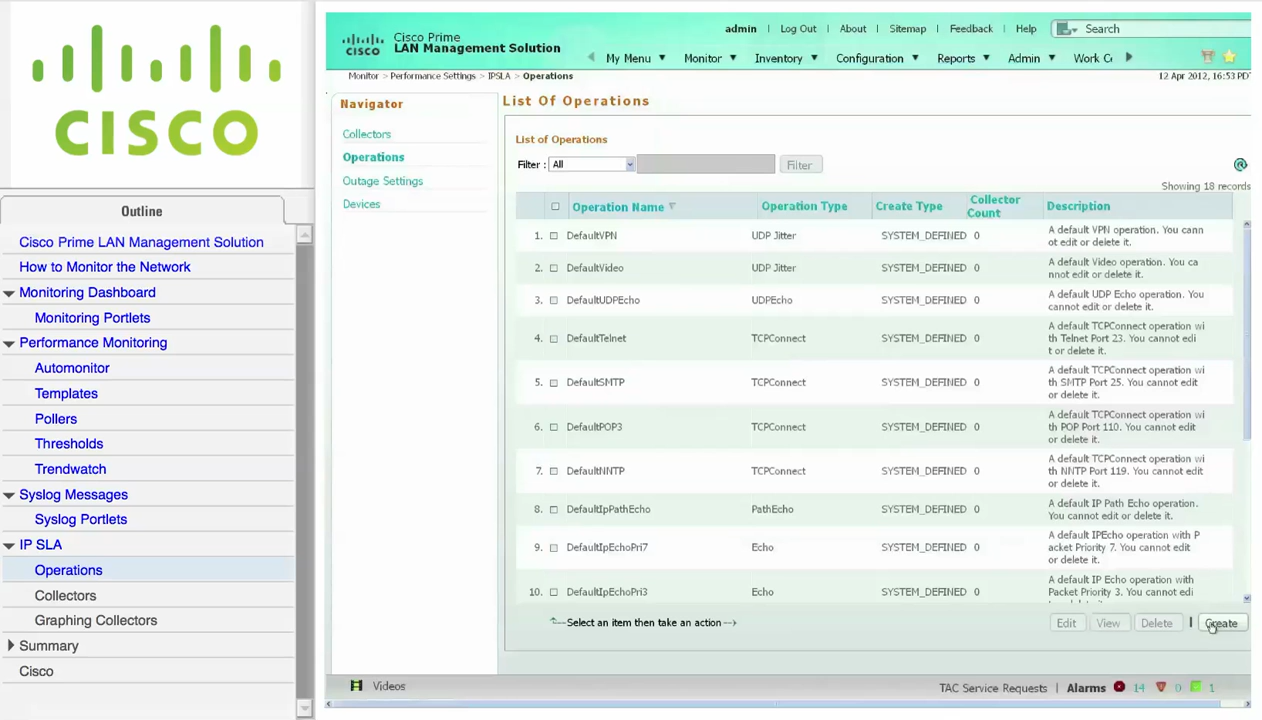 CISCO
Outline
Cisco Prime LAN Management Solution
How to Monitor the Network
Monitoring Dashboard
Monitoring Portlets
Performance Monitoring
Automonitor
Templates
Pollers
Thresholds
Trendwatch
Syslog Messages
Syslog Portlets
IP SLA
Operations
Collectors
Graphing Collectors
Summary
Cisco
CISCO
Cisco Prime
LAN Management Solution
admin | Log Out | About | Sitemap | Feedback | Help
Search
My Menu Monitor Inventory Configuration Reports Admin Work Ce
Monitor > Performance Settings > IPSLA > Operations
12 Apr 2012, 16:53 PDT
Navigator
Collectors
Operations
Outage Settings
Devices
List Of Operations
List of Operations
Filter : All Filter
Showing 18 records
Operation Name Operation Type Create Type Collector Count Description
1. DefaultVPN UDP Jitter SYSTEM_DEFINED 0 A default VPN operation. You cann
ot edit or delete it.
2. DefaultVideo UDP Jitter SYSTEM_DEFINED 0 A default Video operation. You ca
nnot edit or delete it.
3. DefaultUDPEcho UDPEcho SYSTEM_DEFINED 0 A default UDP Echo operation. You
cannot edit or delete it.
4. DefaultTelnet TCPConnect SYSTEM_DEFINED 0 A default TCPConnect operation wi
th Telnet Port 23. You cannot edi
t or delete it.
5. DefaultSMTP TCPConnect SYSTEM_DEFINED 0 A default TCPConnect operation wi
th SMTP Port 25. You cannot edit
or delete it.
6. DefaultPOP3 TCPConnect SYSTEM_DEFINED 0 A default TCPConnect operation wi
th POP Port 110. You cannot edit
or delete it.
7. DefaultNNTP TCPConnect SYSTEM_DEFINED 0 A default TCPConnect operation wi
th NNTP Port 119. You cannot edit
or delete it.
8. DefaultIpPathEcho PathEcho SYSTEM_DEFINED 0 A default IP Path Echo operation.
You cannot edit or delete it.
9. DefaultIpEchoPri7 Echo SYSTEM_DEFINED 0 A default IPEcho operation with P
acket Priority 7. You cannot edit
or delete it.
10. DefaultIpEchoPri3 Echo SYSTEM_DEFINED 0 A default IP Echo operation with
Packet Priority 3. You cannot edi
Select an item then take an action Edit View Delete | Create
Videos
TAC Service Requests | Alarms 14 0 1